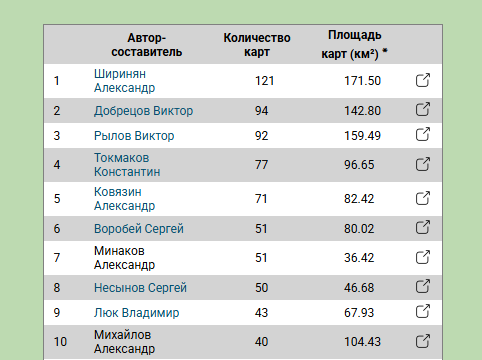 Автор-составитель Количество карт Площадь карт (км²) *
1 Ширинян Александр 121 171.50
2 Добрецов Виктор 94 142.80
3 Рылов Виктор 92 159.49
4 Токмаков Константин 77 96.65
5 Ковязин Александр 71 82.42
6 Воробей Сергей 51 80.02
7 Минаков Александр 51 36.42
8 Несынов Сергей 50 46.68
9 Люк Владимир 43 67.93
10 Михайлов Александр 40 104.43